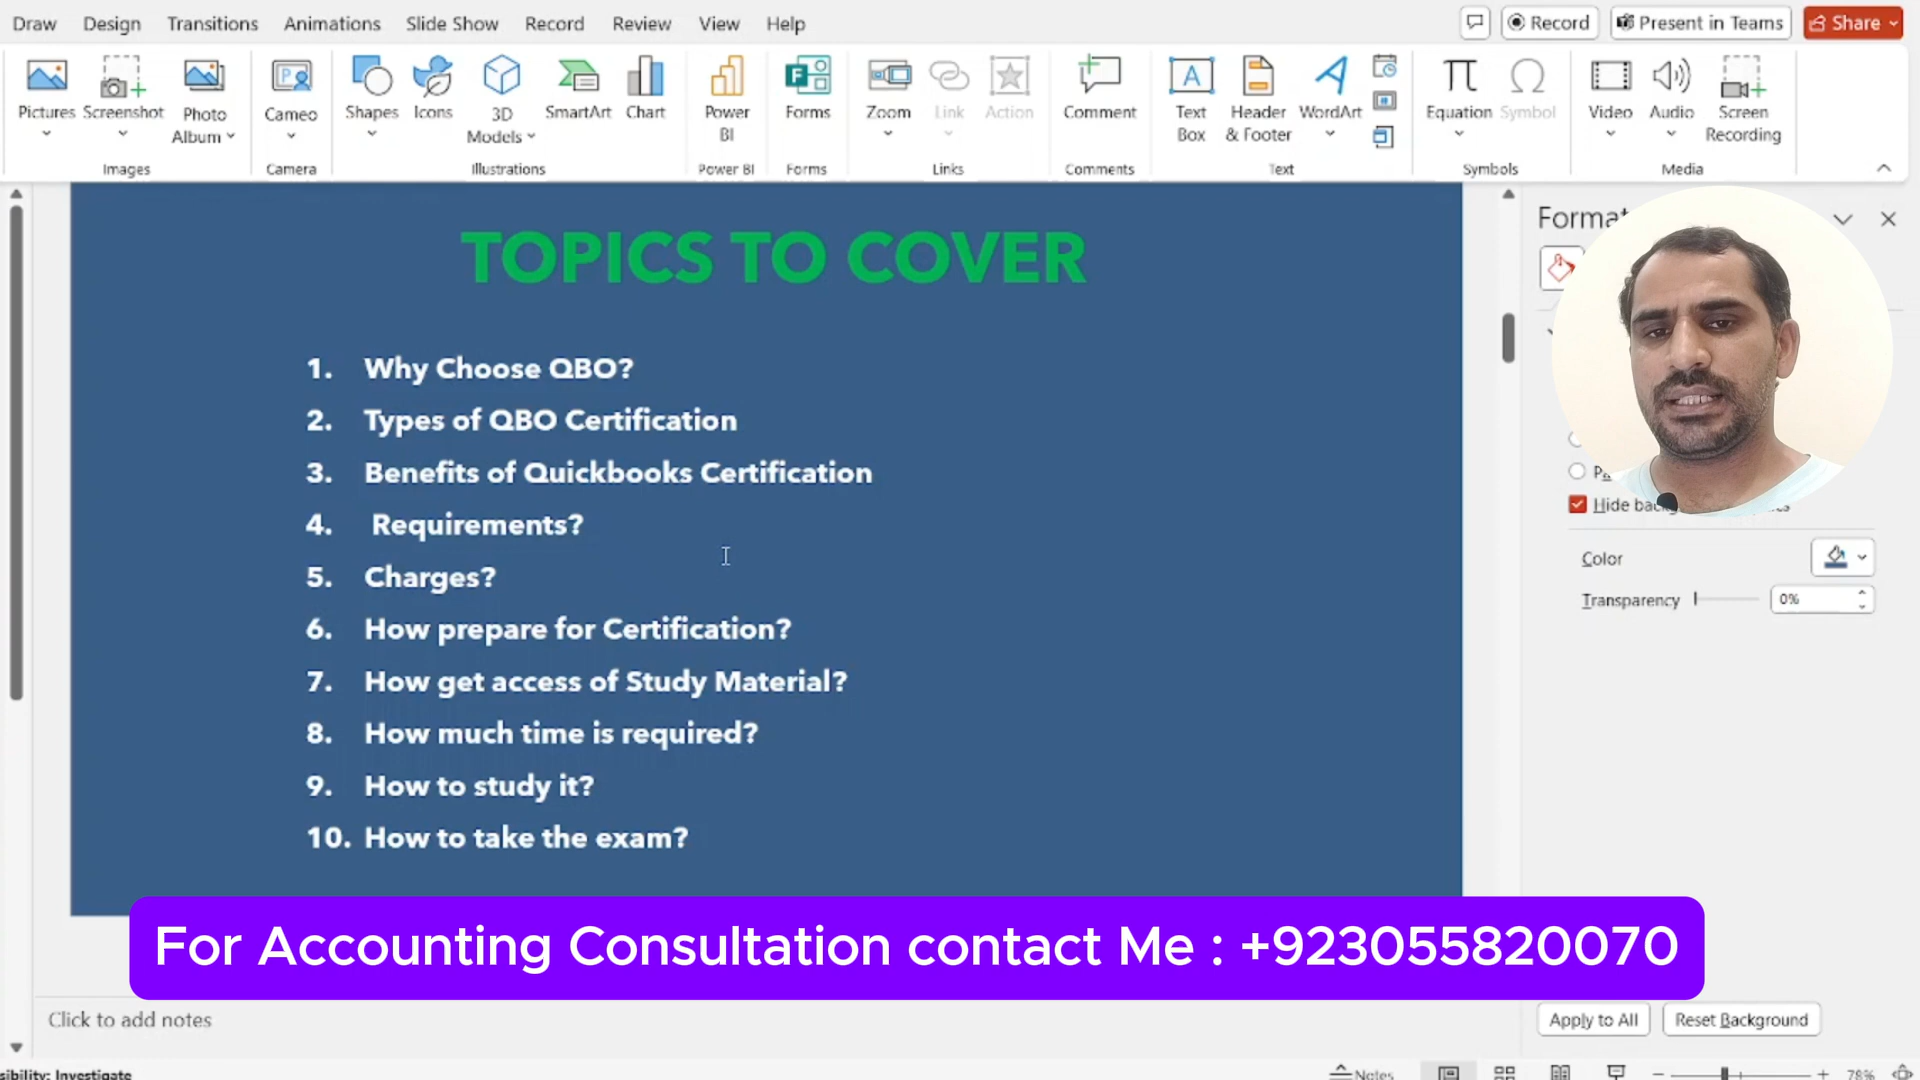 Draw Design Transitions Animations Slide Show Record Review View Help Record Present in Teams Share
Pictures Screenshot Photo Album Cameo Shapes Icons 3D Models SmartArt Chart Power BI Forms Zoom Link Action Comment Text Box Header & Footer WordArt Equation Symbol Video Audio Screen Recording
Images Camera Illustrations Power BI Forms Links Comments Text Symbols Media
TOPICS TO COVER
1. Why Choose QBO?
2. Types of QBO Certification
3. Benefits of Quickbooks Certification
4. Requirements?
5. Charges?
6. How prepare for Certification?
7. How get access of Study Material?
8. How much time is required?
9. How to study it?
10. How to take the exam?
Format
Hide
Color
Transparency 0%
For Accounting Consultation contact Me : +923055820070
Click to add notes
Apply to All Reset Background
Investigate Notes 78%